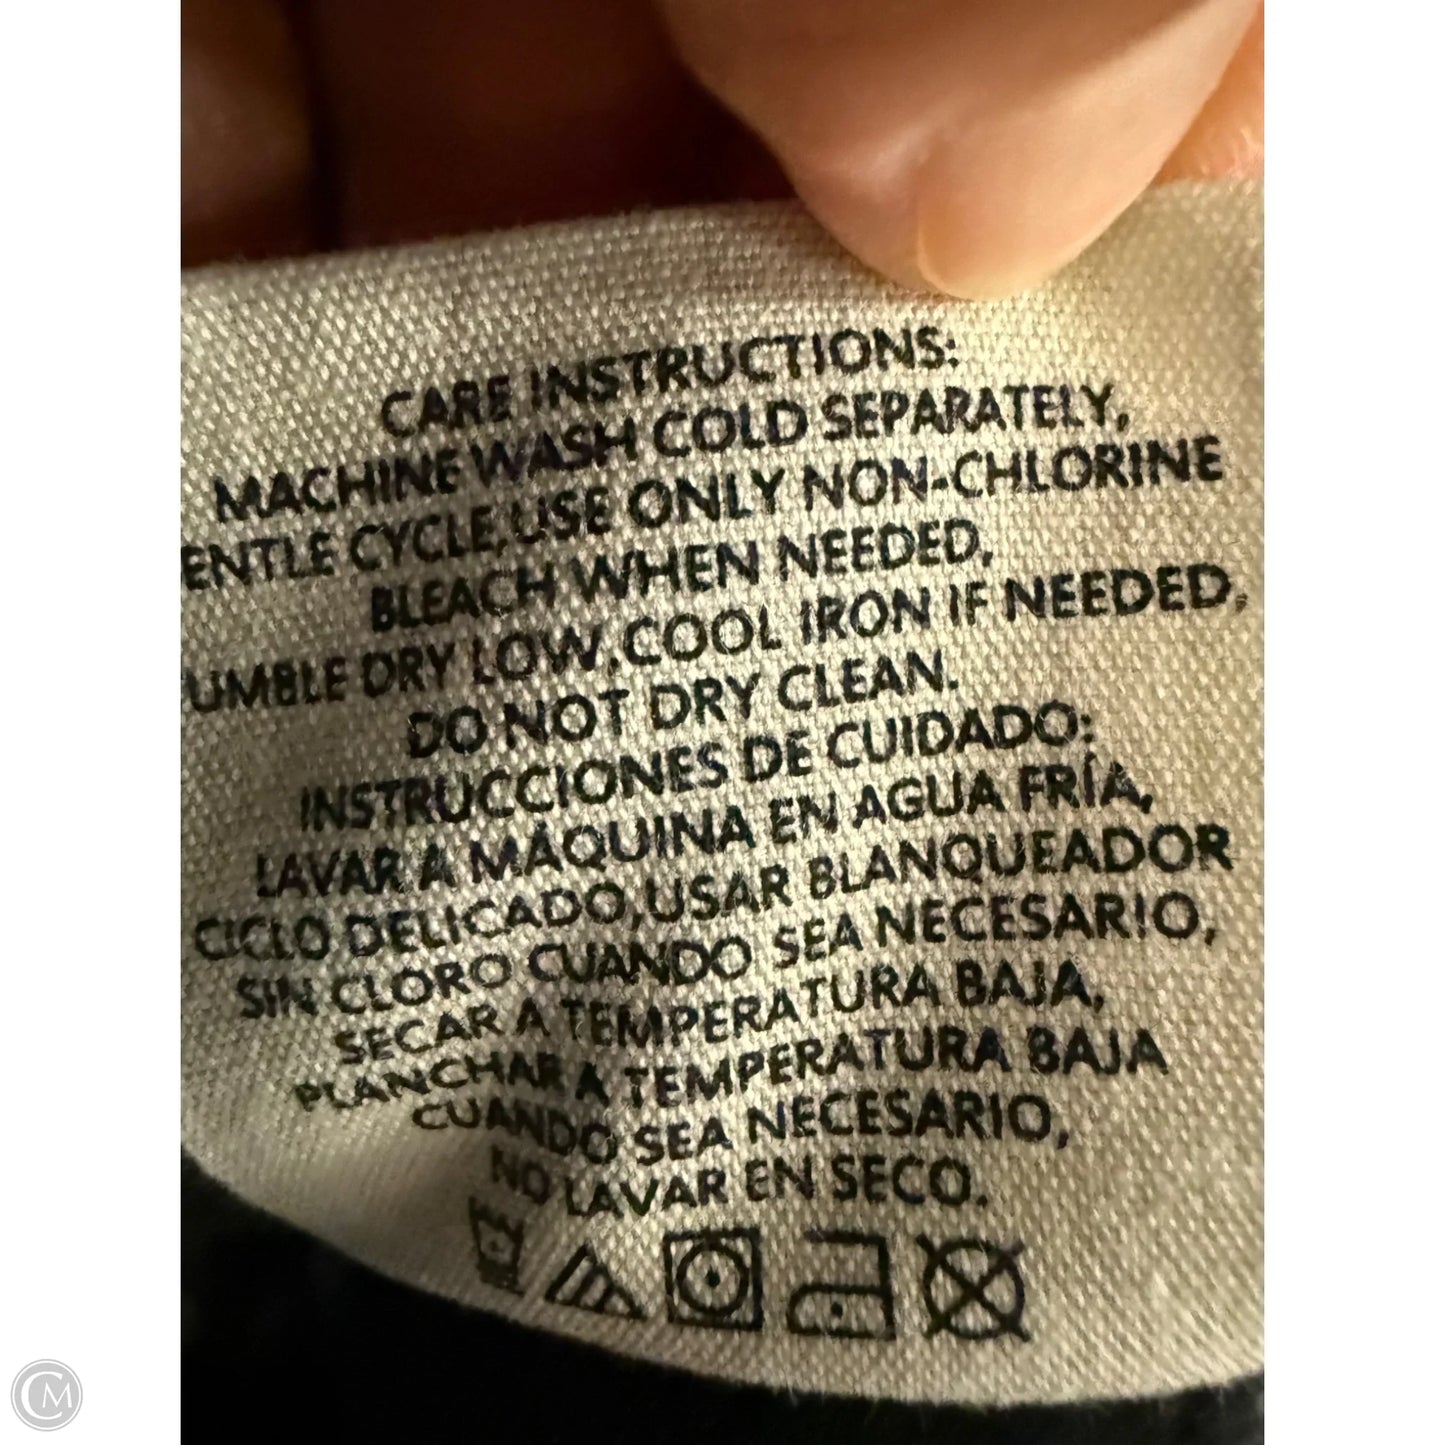 CARE INSTRUCTIONS:
MACHINE WASH COLD SEPARATELY,
ENTLE CYCLE,USE ONLY NON-CHLORINE
BLEACH WHEN NEEDED,
UMBLE DRY LOW,COOL IRON IF NEEDED,
DO NOT DRY CLEAN.
INSTRUCCIONES DE CUIDADO:
LAVAR A MÁQUINA EN AGUA FRÍA,
CICLO DELICADO,USAR BLANQUEADOR
SIN CLORO CUANDO SEA NECESARIO,
SECAR A TEMPERATURA BAJA,
PLANCHAR A TEMPERATURA BAJA
CUANDO SEA NECESARIO,
NO LAVAR EN SECO.
CM